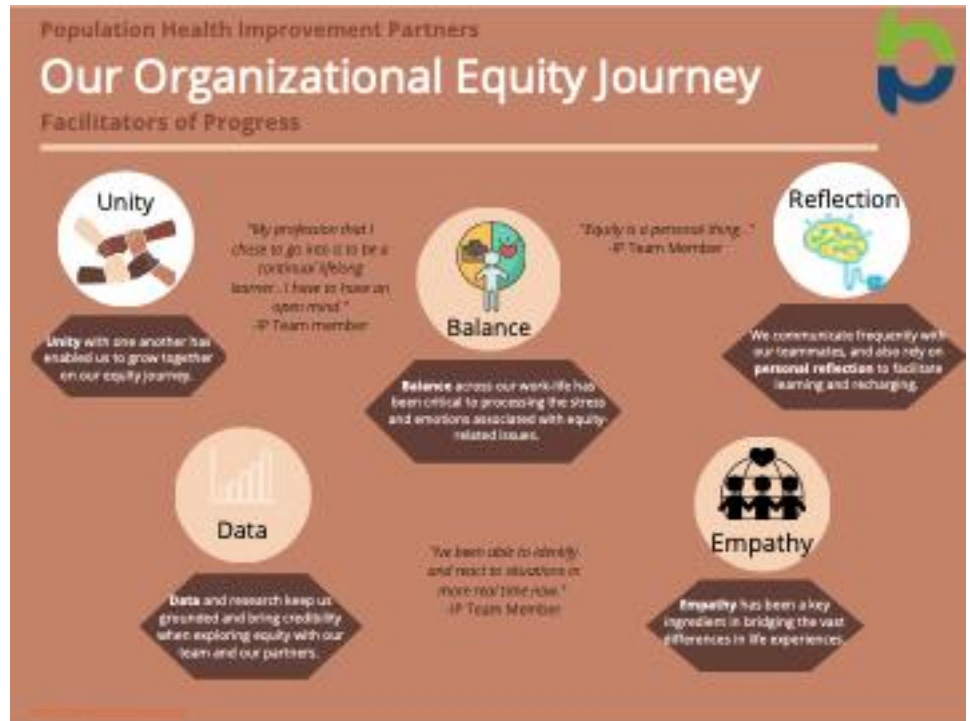 Population Health Improvement Partners
Our Organizational Equity Journey
Facilitators of Progress
Unity
Unity with one another has
enabled us to grow together
on our equity journey.
"My profession that I
chose to go into is to be a
continual lifelong
learner...I have to have an
open mind."
-IP Team member
Balance
Balance across our work-life has
been critical to processing the stress
and emotions associated with equity-
related issues.
"Equity is a personal thing..."
-IP Team Member
Reflection
We communicate frequently with
our teammates, and also rely on
personal reflection to facilitate
learning and recharging.
Data
Data and research keep us
grounded and bring credibility
when exploring equity with our
team and our partners.
"I've been able to identify
and react to situations in
more real time now."
-IP Team Member
Empathy
Empathy has been a key
ingredient in bridging the vast
differences in life experiences.